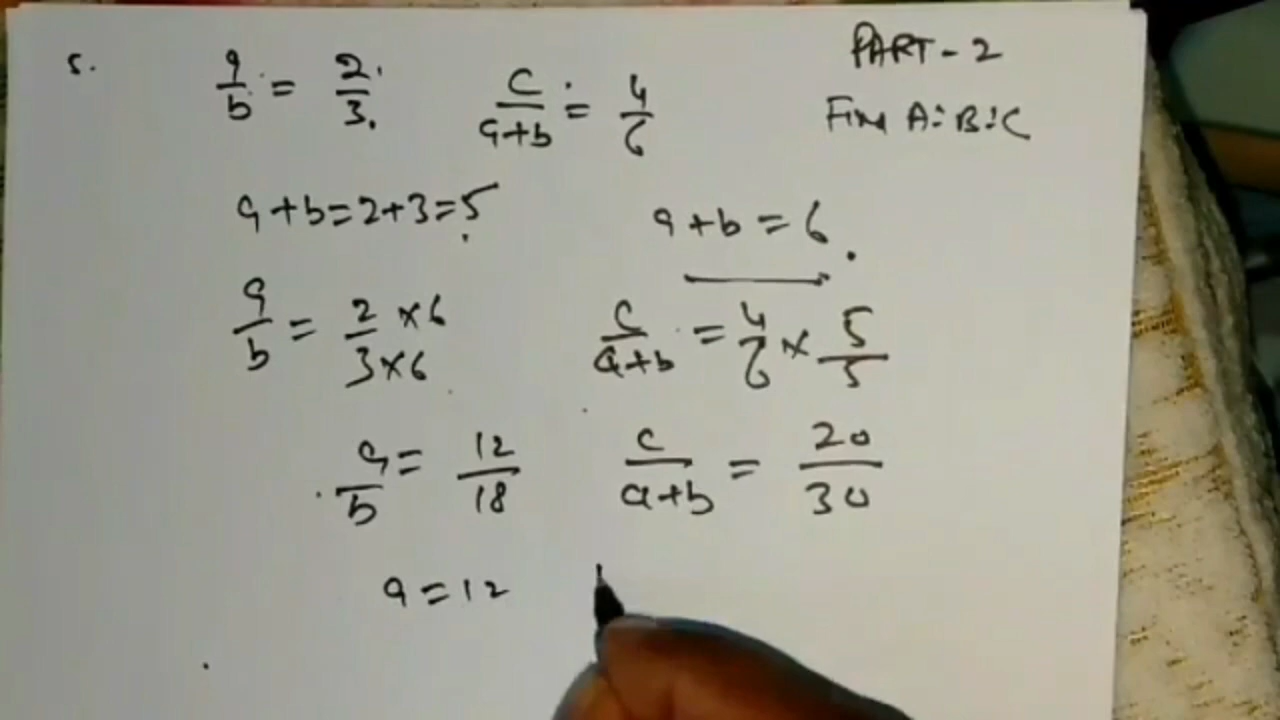 PART - 2
5. a/b = 2/3 c/a+b = 4/6 Find A:B:C
a+b=2+3=5 a+b=6
a/b = 2×6/3×6 c/a+b = 4/6 × 5/5
a/b = 12/18 c/a+b = 20/30
a=12